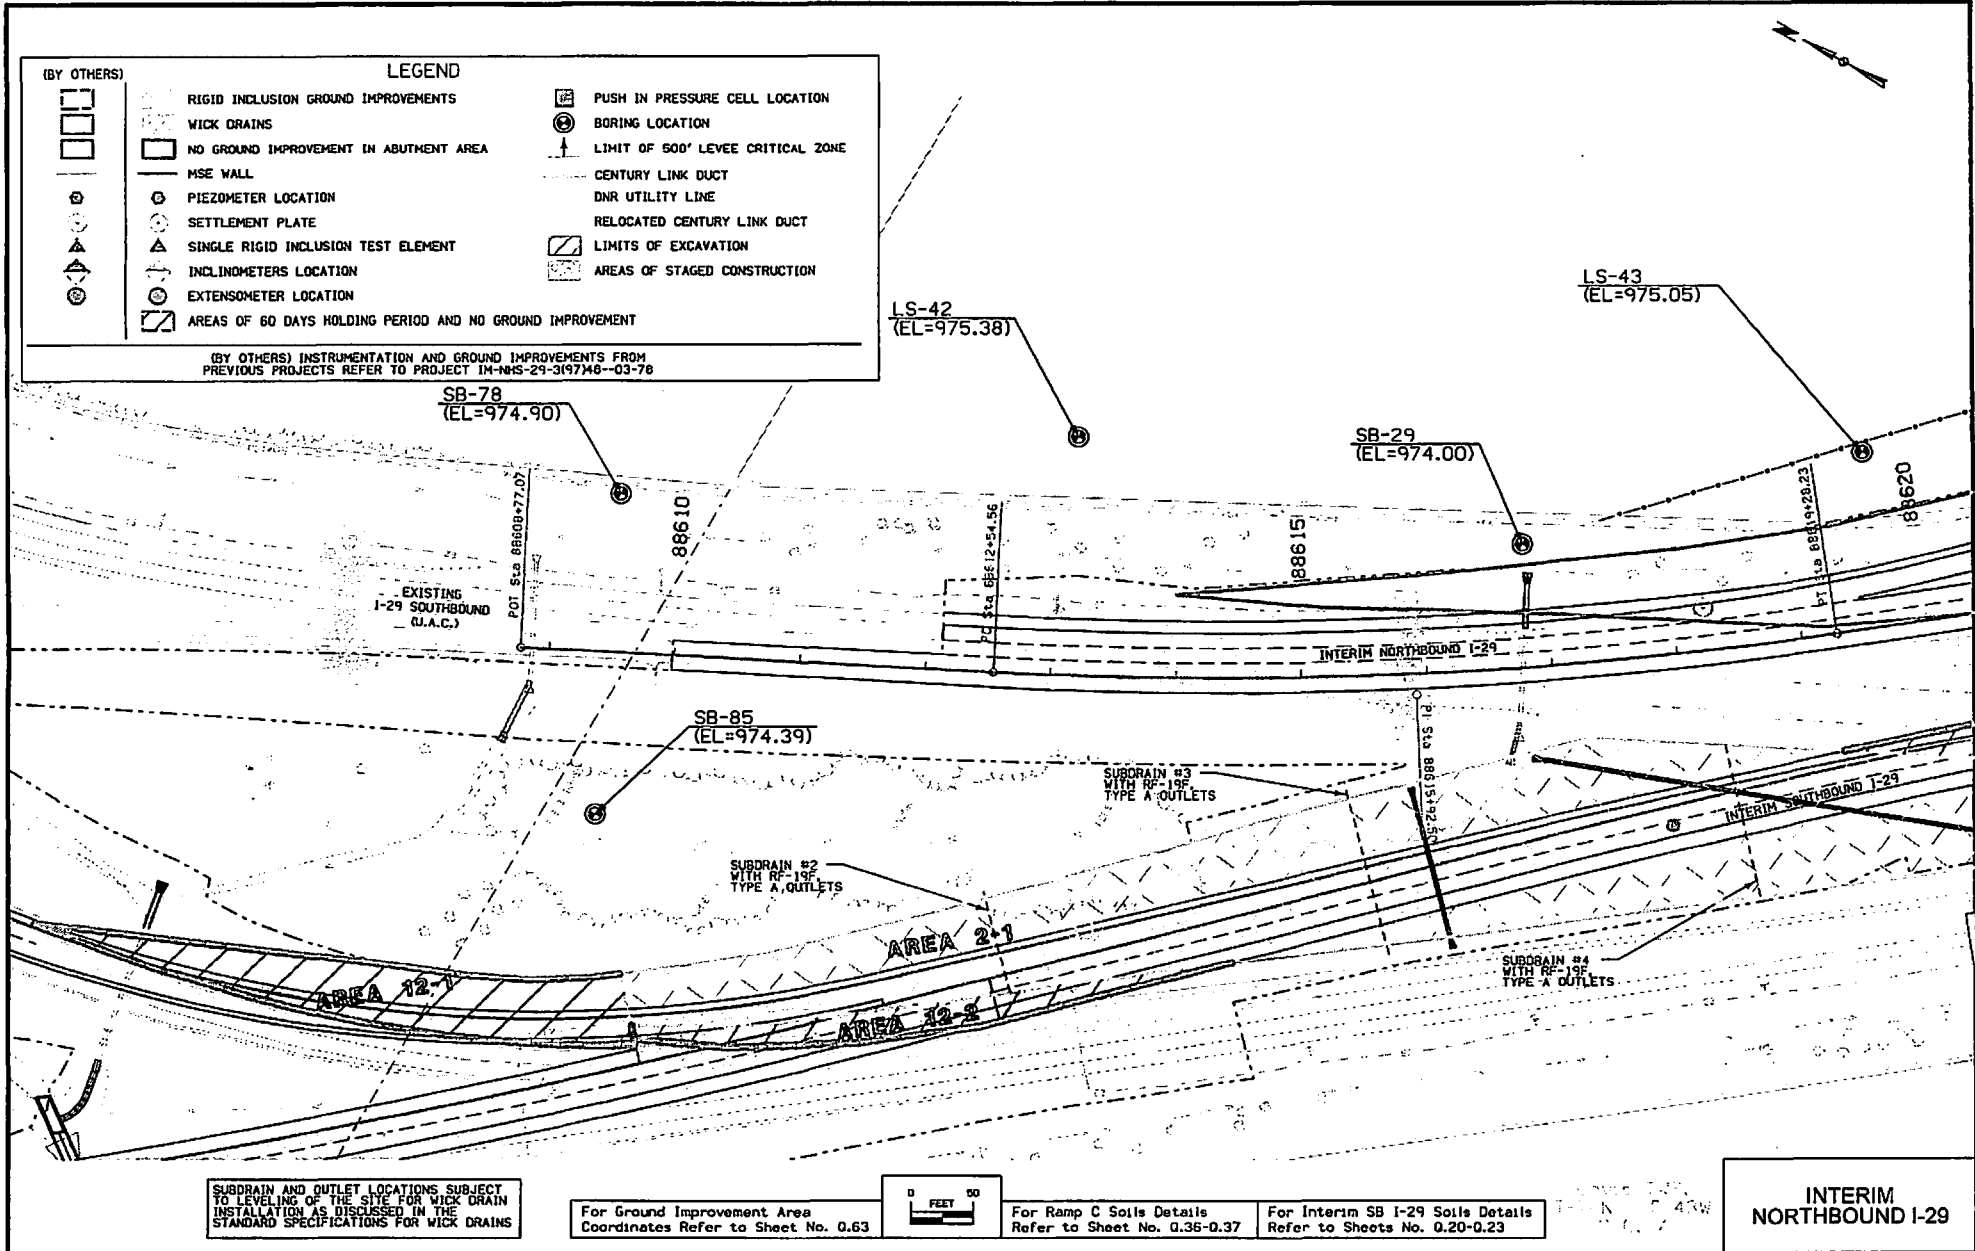 (BY OTHERS)
LEGEND
RIGID INCLUSION GROUND IMPROVEMENTS
WICK DRAINS
NO GROUND IMPROVEMENT IN ABUTMENT AREA
MSE WALL
PIEZOMETER LOCATION
SETTLEMENT PLATE
SINGLE RIGID INCLUSION TEST ELEMENT
INCLINOMETERS LOCATION
EXTENSOMETER LOCATION
AREAS OF 60 DAYS HOLDING PERIOD AND NO GROUND IMPROVEMENT
PUSH IN PRESSURE CELL LOCATION
BORING LOCATION
LIMIT OF 500' LEVEE CRITICAL ZONE
CENTURY LINK DUCT
DNR UTILITY LINE
RELOCATED CENTURY LINK DUCT
LIMITS OF EXCAVATION
AREAS OF STAGED CONSTRUCTION
(BY OTHERS) INSTRUMENTATION AND GROUND IMPROVEMENTS FROM
PREVIOUS PROJECTS REFER TO PROJECT IM-NHS-29-3(97)48--03-78
N
LS-42
(EL=975.38)
LS-43
(EL=975.05)
SB-78
(EL=974.90)
SB-29
(EL=974.00)
POT Sta 88608+77.07
88610
PC Sta 88612+54.56
88615
PT Sta 88619+28.23
88620
EXISTING
I-29 SOUTHBOUND
(U.A.C.)
INTERIM NORTHBOUND I-29
SB-85
(EL=974.39)
PI Sta 88615+92.50
SUBDRAIN #3
WITH RF-19F,
TYPE A OUTLETS
INTERIM SOUTHBOUND I-29
SUBDRAIN #2
WITH RF-19F,
TYPE A OUTLETS
AREA 2-1
AREA 12-1
AREA 12-2
SUBDRAIN #4
WITH RF-19F,
TYPE A OUTLETS
SUBDRAIN AND OUTLET LOCATIONS SUBJECT
TO LEVELING OF THE SITE FOR WICK DRAIN
INSTALLATION AS DISCUSSED IN THE
STANDARD SPECIFICATIONS FOR WICK DRAINS
For Ground Improvement Area
Coordinates Refer to Sheet No. Q.63
0 FEET 50
For Ramp C Soils Details
Refer to Sheet No. Q.36-Q.37
For Interim SB I-29 Soils Details
Refer to Sheets No. Q.20-Q.23
INTERIM
NORTHBOUND I-29